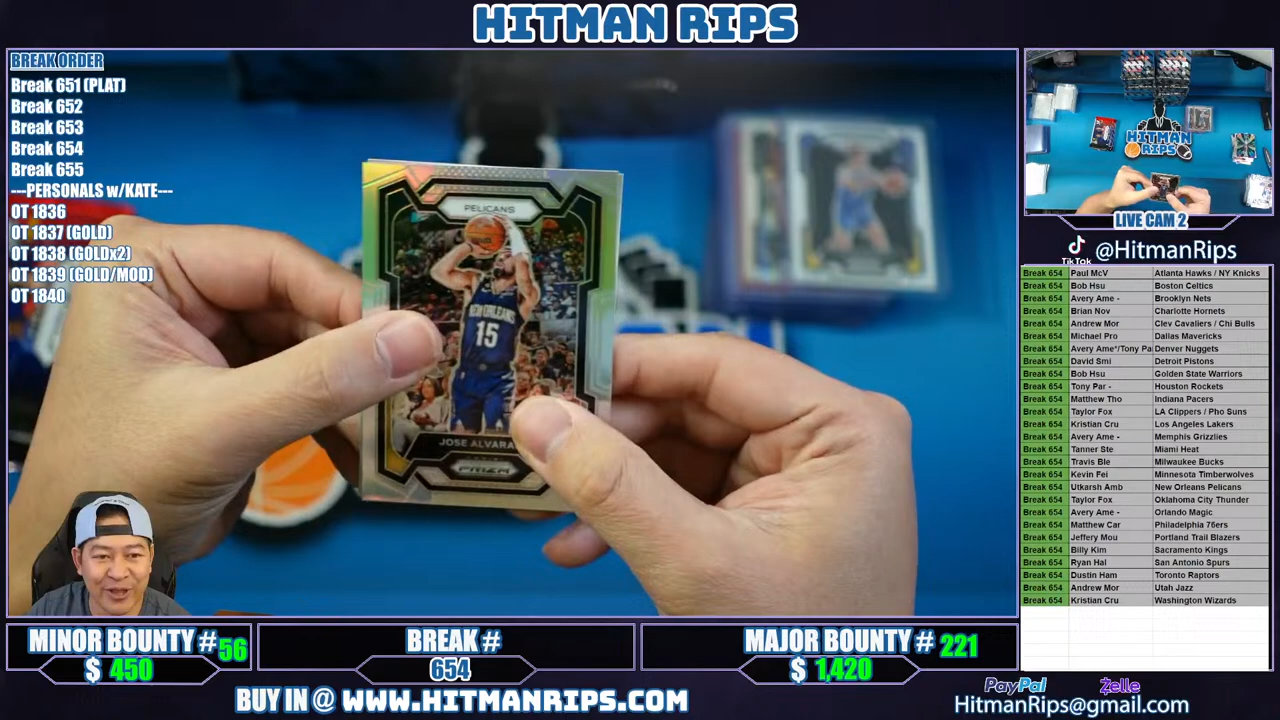 HITMAN RIPS
BREAK ORDER
Break 651 (PLAT)
Break 652
Break 653
Break 654
Break 655
---PERSONALS w/KATE---
OT 1836
OT 1837 (GOLD)
OT 1838 (GOLDx2)
OT 1839 (GOLD/MOD)
OT 1840
PELICANS
NEW ORLEANS
15
JOSE ALVARA
PRIZM
HITMAN
RIPS
LIVE CAM 2
TikTok
@HitmanRips
Break 654 Paul McV Atlanta Hawks / NY Knicks
Break 654 Bob Hsu Boston Celtics
Break 654 Avery Ame - Brooklyn Nets
Break 654 Brian Nov Charlotte Hornets
Break 654 Andrew Mor Clev Cavaliers / Chi Bulls
Break 654 Michael Pro Dallas Mavericks
Break 654 Avery Ame*/Tony Pa Denver Nuggets
Break 654 David Smi Detroit Pistons
Break 654 Bob Hsu Golden State Warriors
Break 654 Tony Par - Houston Rockets
Break 654 Matthew Tho Indiana Pacers
Break 654 Taylor Fox LA Clippers / Pho Suns
Break 654 Kristian Cru Los Angeles Lakers
Break 654 Avery Ame - Memphis Grizzlies
Break 654 Tanner Ste Miami Heat
Break 654 Travis Ble Milwaukee Bucks
Break 654 Kevin Fei Minnesota Timberwolves
Break 654 Utkarsh Amb New Orleans Pelicans
Break 654 Taylor Fox Oklahoma City Thunder
Break 654 Avery Ame - Orlando Magic
Break 654 Matthew Car Philadelphia 76ers
Break 654 Jeffery Mou Portland Trail Blazers
Break 654 Billy Kim Sacramento Kings
Break 654 Ryan Hal San Antonio Spurs
Break 654 Dustin Ham Toronto Raptors
Break 654 Andrew Mor Utah Jazz
Break 654 Kristian Cru Washington Wizards
MINOR BOUNTY # 56
$ 450
BREAK #
654
MAJOR BOUNTY # 221
$ 1,420
BUY IN @ WWW.HITMANRIPS.COM
PayPal Zelle
HitmanRips@gmail.com